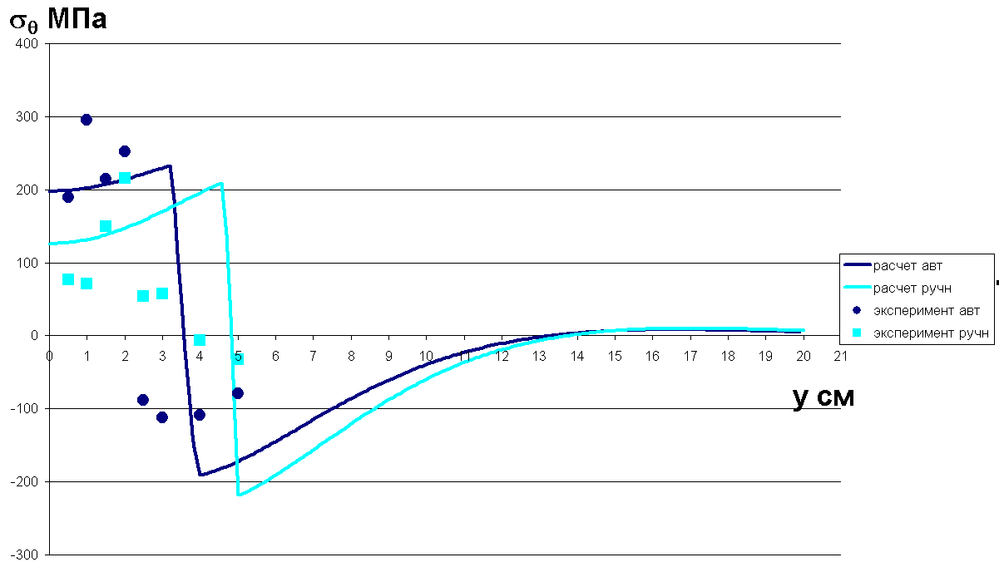 σθ МПа
400
300
200
100
0
-100
-200
-300
0 1 2 3 4 5 6 7 8 9 10 11 12 13 14 15 16 17 18 19 20 21
у см
расчет авт
расчет ручн
эксперимент авт
эксперимент ручн